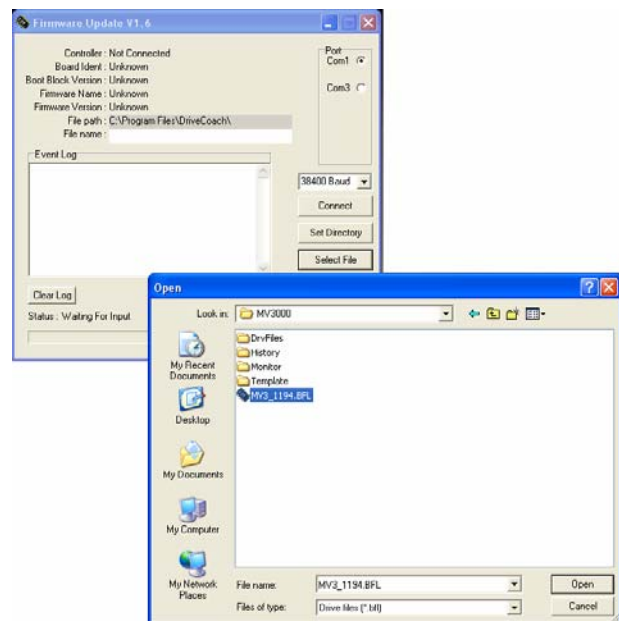 Firmware Update V1.6
Controller : Not Connected
Board Ident : Unknown
Boot Block Version : Unknown
Firmware Name : Unknown
Firmware Version : Unknown
File path : C:\Program Files\DriveCoach\
File name :
Port
Com1
Com3
Event Log
38400 Baud
Connect
Set Directory
Select File
Clear Log
Status : Waiting For Input
Open
Look in:
MV3000
DrvFiles
History
Monitor
Template
MV3_1194.BFL
My Recent
Documents
Desktop
My Documents
My Computer
My Network
Places
File name:
MV3_1194.BFL
Open
Files of type:
Drive files (*.bfl)
Cancel